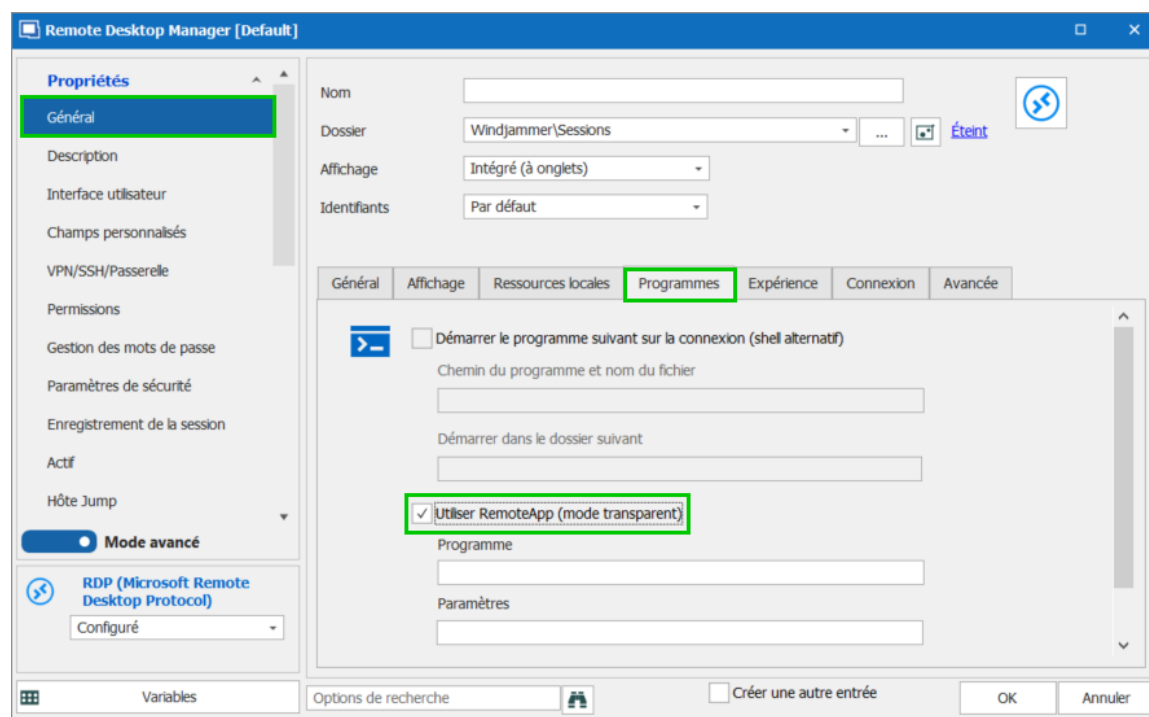 Remote Desktop Manager [Default]
Propriétés
Général
Description
Interface utilisateur
Champs personnalisés
VPN/SSH/Passerelle
Permissions
Gestion des mots de passe
Paramètres de sécurité
Enregistrement de la session
Actif
Hôte Jump
Mode avancé
RDP (Microsoft Remote
Desktop Protocol)
Configuré
Variables
Nom
Dossier
Windjammer\Sessions
...
Éteint
Affichage
Intégré (à onglets)
Identifiants
Par défaut
Général
Affichage
Ressources locales
Programmes
Expérience
Connexion
Avancée
Démarrer le programme suivant sur la connexion (shell alternatif)
Chemin du programme et nom du fichier
Démarrer dans le dossier suivant
Utiliser RemoteApp (mode transparent)
Programme
Paramètres
Options de recherche
Créer une autre entrée
OK
Annuler